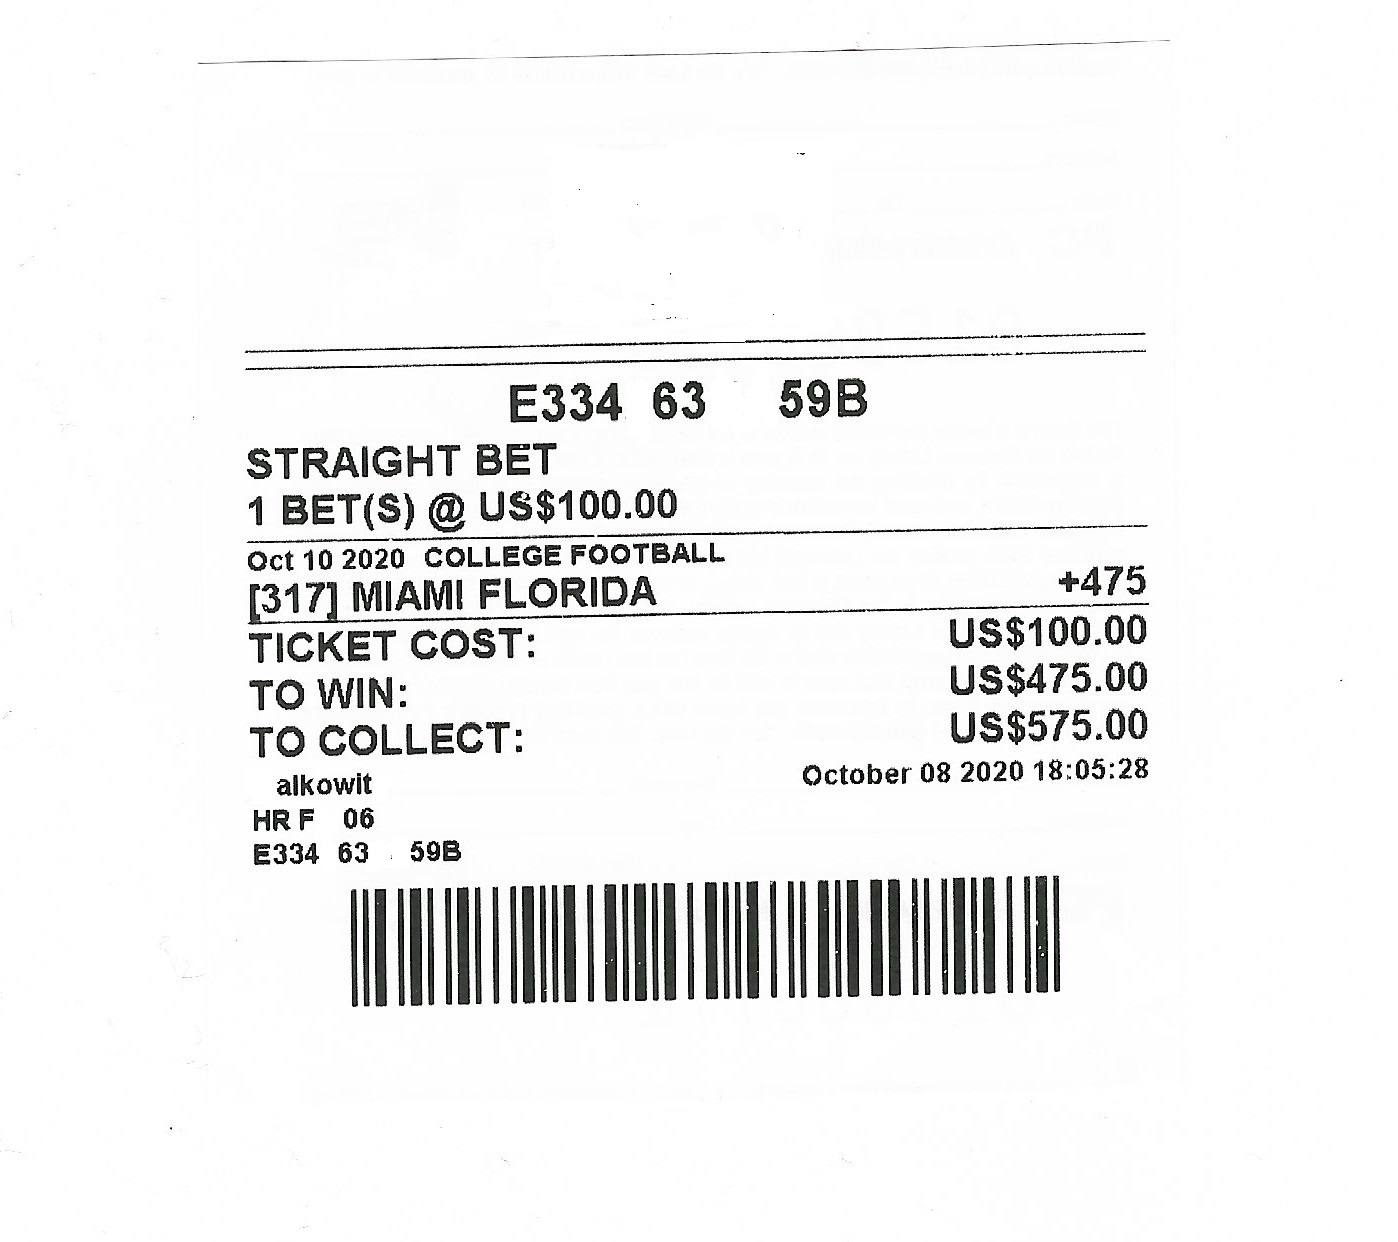 E334 63 59B
STRAIGHT BET
1 BET(S) @ US$100.00
Oct 10 2020 COLLEGE FOOTBALL
[317] MIAMI FLORIDA +475
TICKET COST: US$100.00
TO WIN: US$475.00
TO COLLECT: US$575.00
alkowit October 08 2020 18:05:28
HR F 06
E334 63 59B